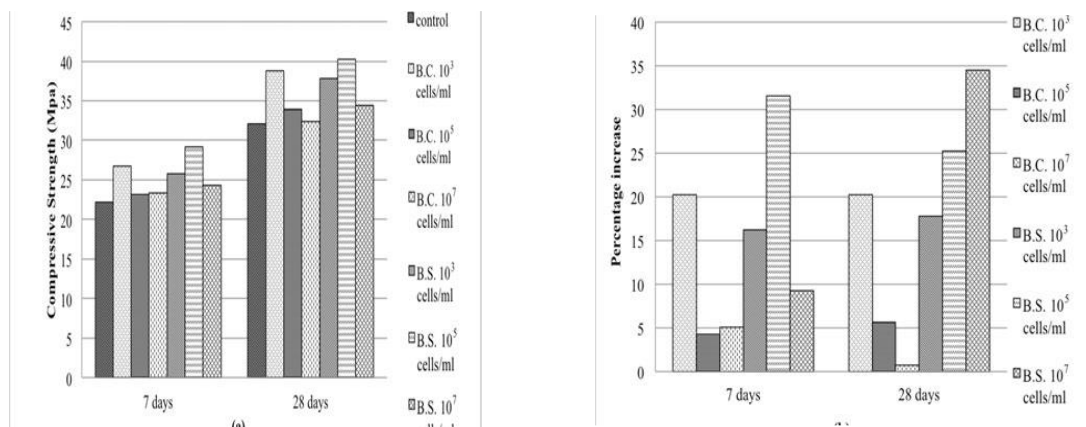 Compressive Strength (Mpa)
45
40
35
30
25
20
15
10
5
0
7 days
28 days
control
B.C. 10³
cells/ml
B.C. 10⁵
cells/ml
B.C. 10⁷
cells/ml
B.S. 10³
cells/ml
B.S. 10⁵
cells/ml
B.S. 10⁷
Percentage increase
40
35
30
25
20
15
10
5
0
7 days
28 days
B.C. 10³
cells/ml
B.C. 10⁵
cells/ml
B.C. 10⁷
cells/ml
B.S. 10³
cells/ml
B.S. 10⁵
cells/ml
B.S. 10⁷
cells/ml